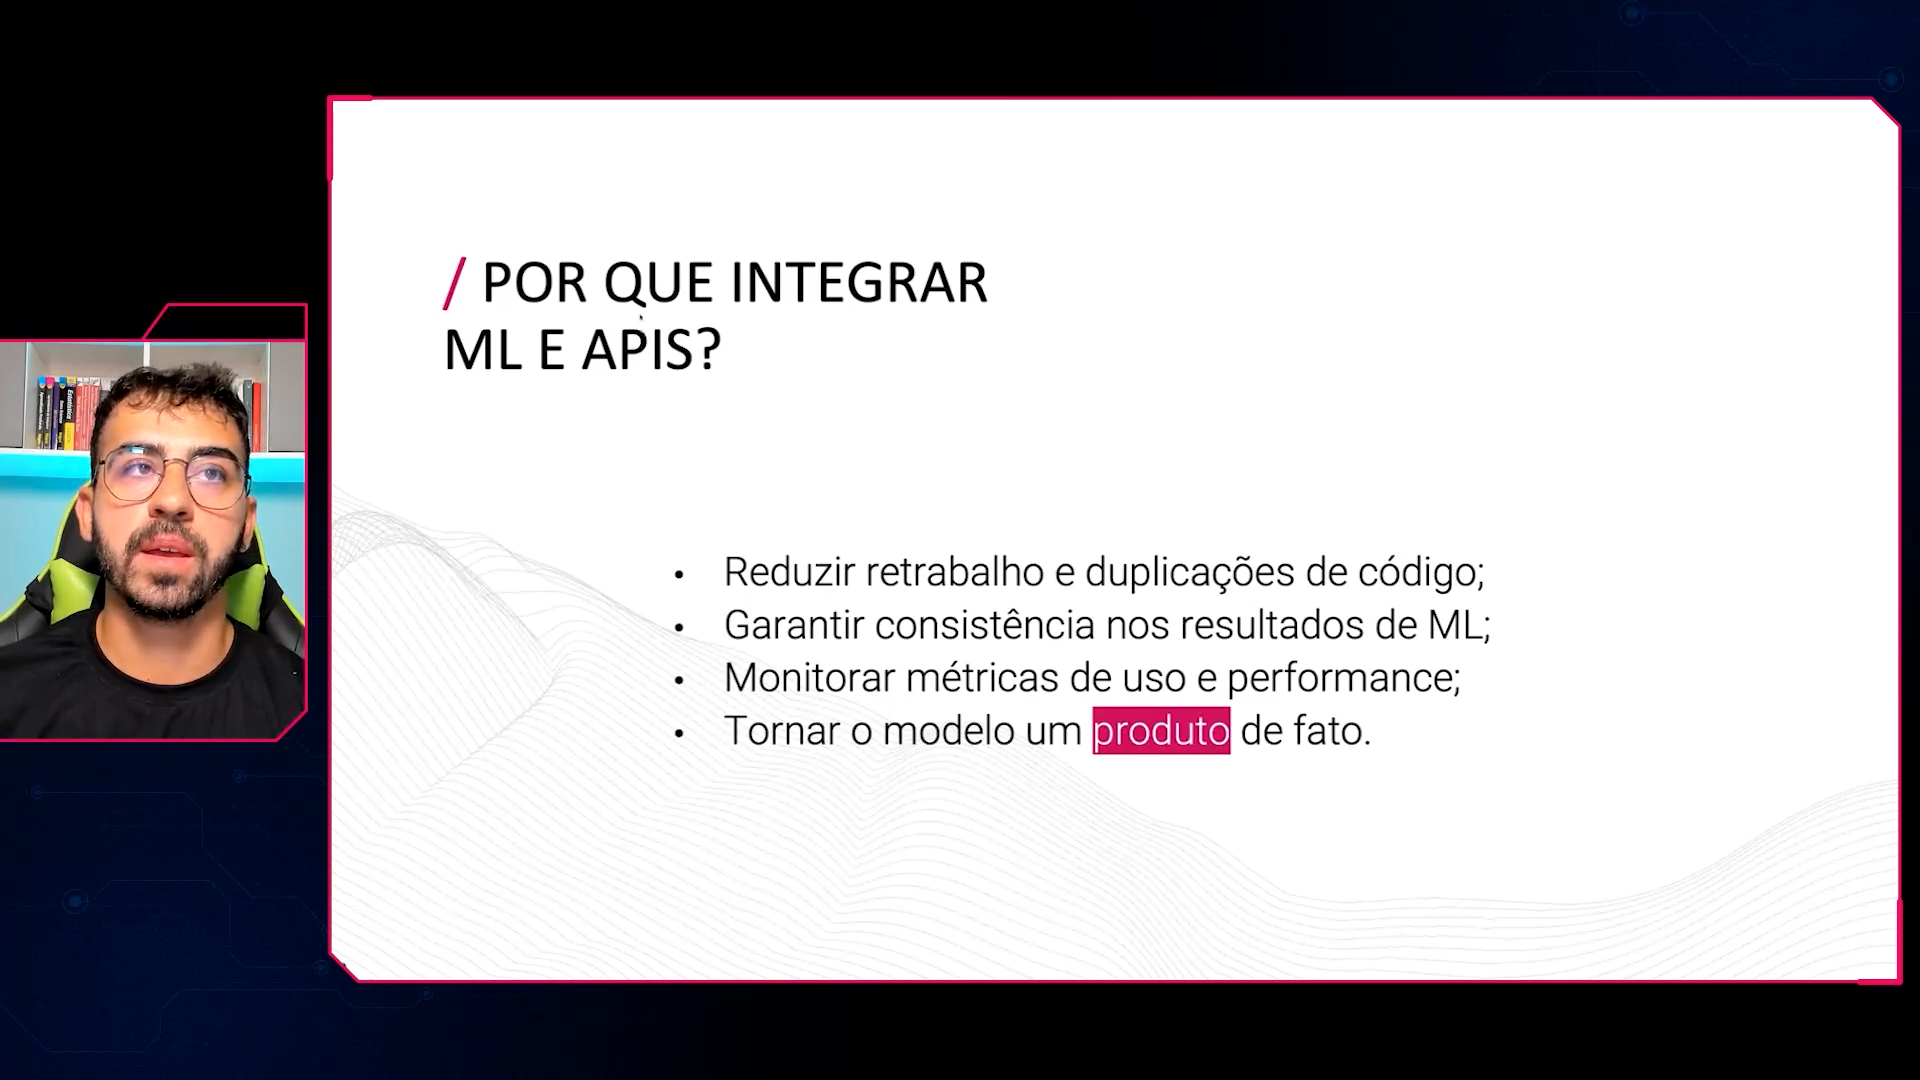 / POR QUE INTEGRAR
ML E APIS?
• Reduzir retrabalho e duplicações de código;
• Garantir consistência nos resultados de ML;
• Monitorar métricas de uso e performance;
• Tornar o modelo um produto de fato.